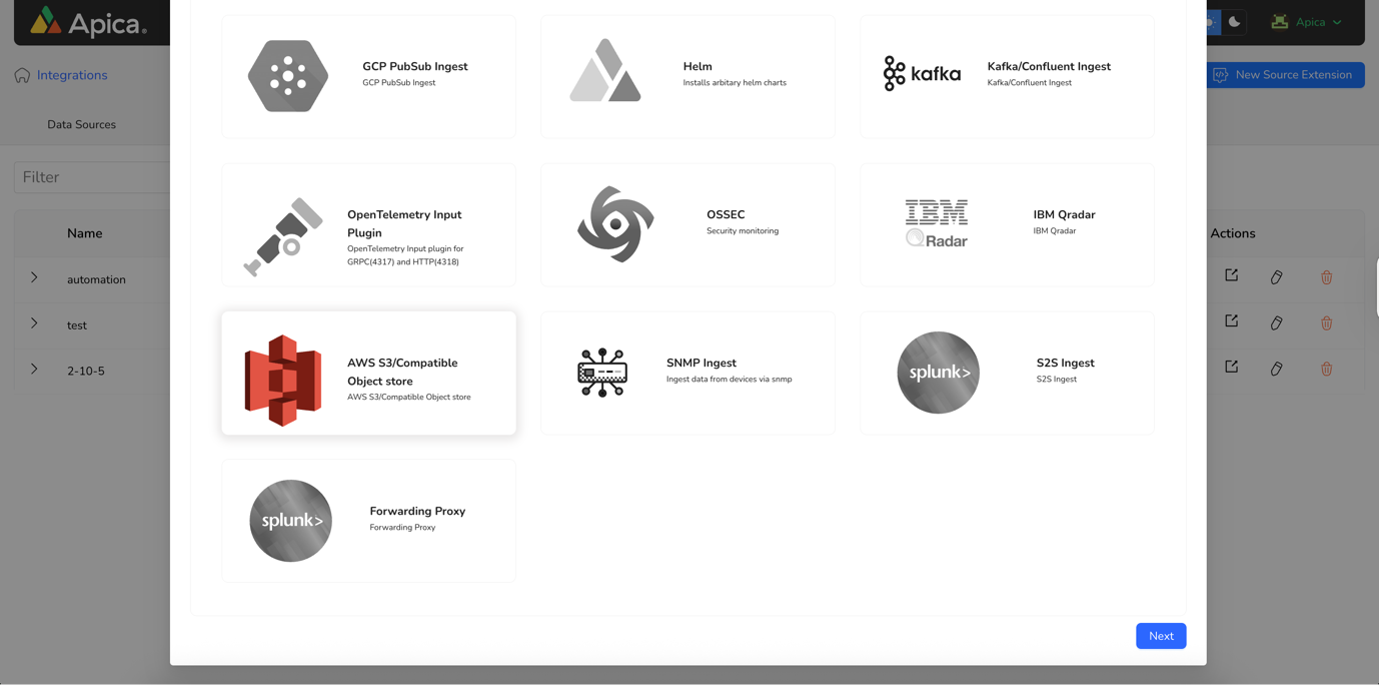 Apica
Apica
Integrations
New Source Extension
Data Sources
Filter
Name
Actions
automation
test
2-10-5
GCP PubSub Ingest
GCP PubSub Ingest
Helm
Installs arbitary helm charts
kafka
Kafka/Confluent Ingest
Kafka/Confluent Ingest
OpenTelemetry Input
Plugin
OpenTelemetry Input plugin for
GRPC(4317) and HTTP(4318)
OSSEC
Security monitoring
IBM
Radar
IBM Qradar
IBM Qradar
AWS S3/Compatible
Object store
AWS S3/Compatible Object store
SNMP Ingest
Ingest data from devices via snmp
splunk>
S2S Ingest
S2S Ingest
splunk>
Forwarding Proxy
Forwarding Proxy
Next